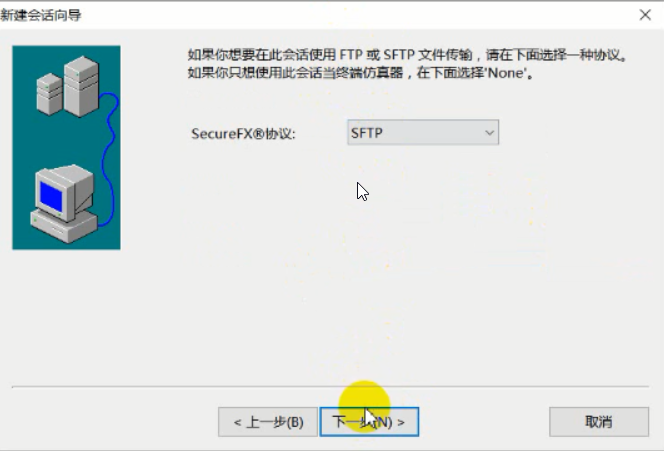 新建会话向导
如果你想要在此会话使用 FTP 或 SFTP 文件传输，请在下面选择一种协议。
如果你只想使用此会话当终端仿真器，在下面选择'None'。
SecureFX®协议: SFTP
< 上一步(B) 下一步(N) > 取消